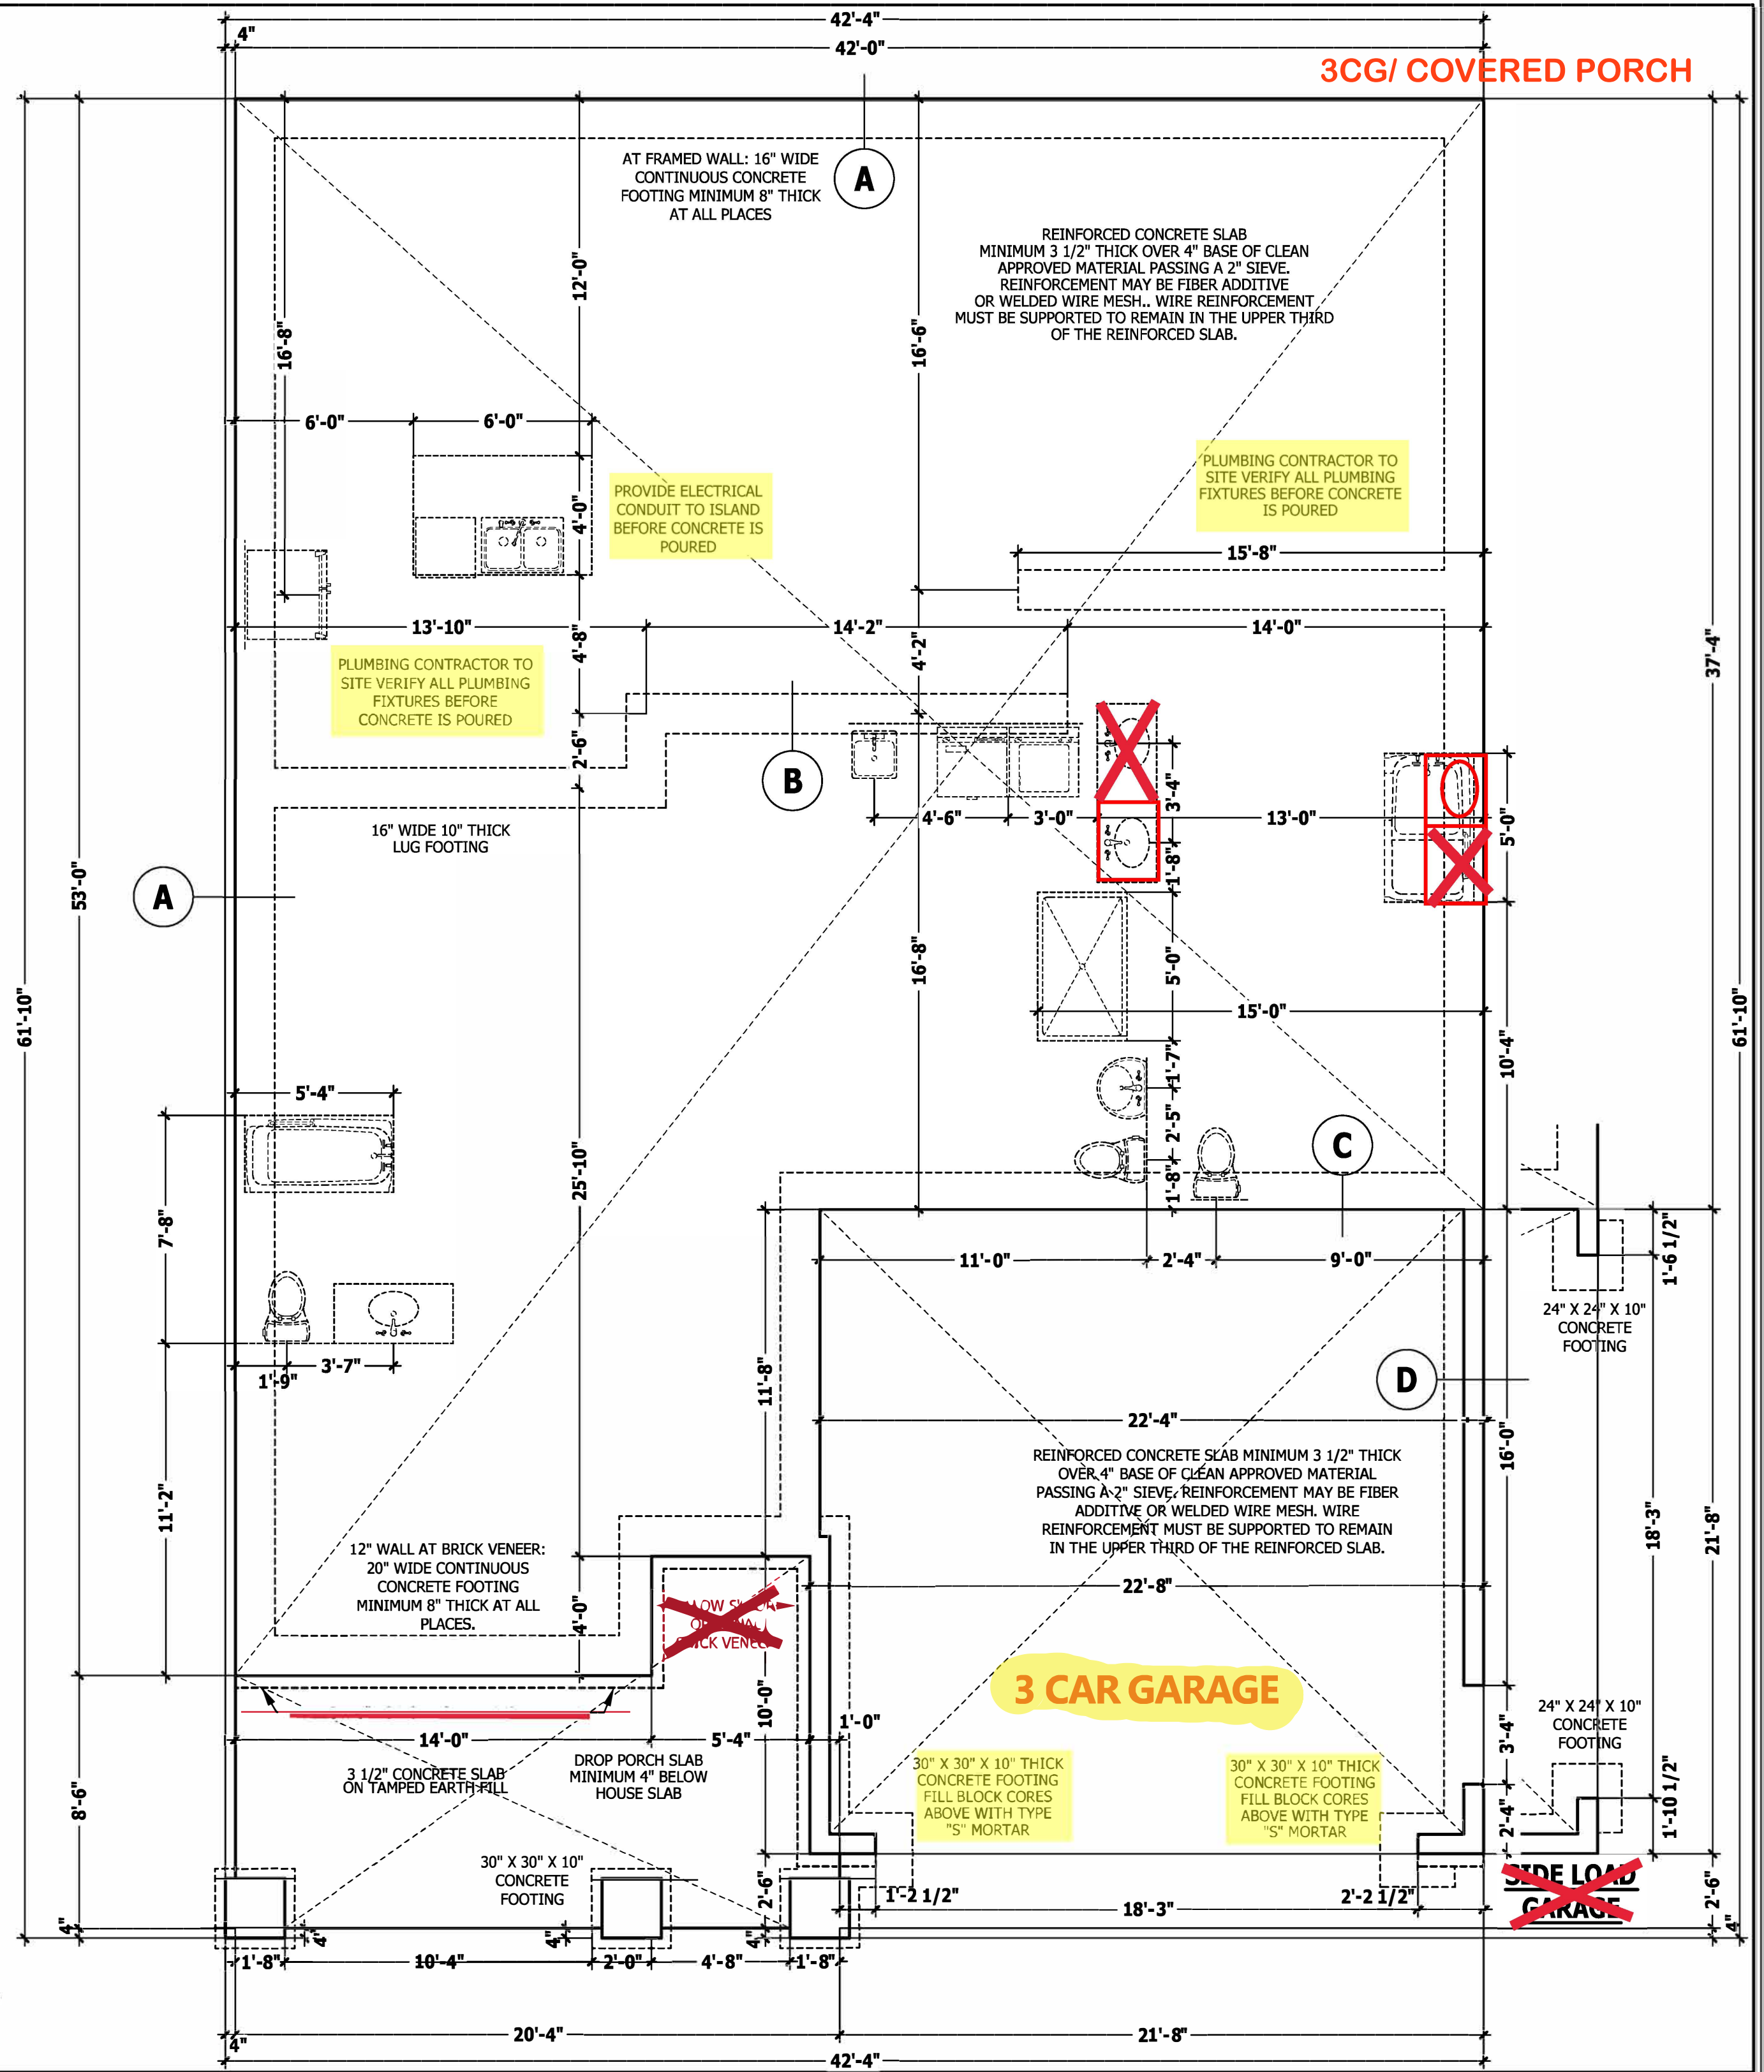 42'-4"
4"
42'-0"
3CG/ COVERED PORCH
AT FRAMED WALL: 16" WIDE
CONTINUOUS CONCRETE
FOOTING MINIMUM 8" THICK
AT ALL PLACES
A
REINFORCED CONCRETE SLAB
MINIMUM 3 1/2" THICK OVER 4" BASE OF CLEAN
APPROVED MATERIAL PASSING A 2" SIEVE.
REINFORCEMENT MAY BE FIBER ADDITIVE
OR WELDED WIRE MESH.. WIRE REINFORCEMENT
MUST BE SUPPORTED TO REMAIN IN THE UPPER THIRD
OF THE REINFORCED SLAB.
12'-0"
16'-8"
16'-6"
6'-0"
6'-0"
PROVIDE ELECTRICAL
CONDUIT TO ISLAND
BEFORE CONCRETE IS
POURED
4'-0"
PLUMBING CONTRACTOR TO
SITE VERIFY ALL PLUMBING
FIXTURES BEFORE CONCRETE
IS POURED
15'-8"
13'-10"
4'-8"
14'-2"
4'-2"
14'-0"
37'-4"
PLUMBING CONTRACTOR TO
SITE VERIFY ALL PLUMBING
FIXTURES BEFORE
CONCRETE IS POURED
2'-6"
B
3'-4"
4'-6"
3'-0"
13'-0"
5'-0"
16" WIDE 10" THICK
LUG FOOTING
1'-8"
53'-0"
A
16'-8"
5'-0"
61'-10"
15'-0"
61'-10"
10'-4"
1'-7"
5'-4"
2'-5"
C
25'-10"
1'-8"
7'-8"
11'-0"
2'-4"
9'-0"
1'-6 1/2"
24" X 24" X 10"
CONCRETE
FOOTING
3'-7"
1'-9"
11'-8"
D
22'-4"
16'-0"
REINFORCED CONCRETE SLAB MINIMUM 3 1/2" THICK
OVER 4" BASE OF CLEAN APPROVED MATERIAL
PASSING A 2" SIEVE. REINFORCEMENT MAY BE FIBER
ADDITIVE OR WELDED WIRE MESH. WIRE
REINFORCEMENT MUST BE SUPPORTED TO REMAIN
IN THE UPPER THIRD OF THE REINFORCED SLAB.
11'-2"
18'-3"
21'-8"
12" WALL AT BRICK VENEER:
20" WIDE CONTINUOUS
CONCRETE FOOTING
MINIMUM 8" THICK AT ALL
PLACES.
22'-8"
4'-0"
3 CAR GARAGE
10'-0"
1'-0"
24" X 24" X 10"
CONCRETE
FOOTING
3'-4"
14'-0"
5'-4"
DROP PORCH SLAB
MINIMUM 4" BELOW
HOUSE SLAB
3 1/2" CONCRETE SLAB
ON TAMPED EARTH FILL
30" X 30" X 10" THICK
CONCRETE FOOTING
FILL BLOCK CORES
ABOVE WITH TYPE
"S" MORTAR
30" X 30" X 10" THICK
CONCRETE FOOTING
FILL BLOCK CORES
ABOVE WITH TYPE
"S" MORTAR
8'-6"
2'-4"
1'-10 1/2"
30" X 30" X 10"
CONCRETE
FOOTING
2'-6"
1'-2 1/2"
18'-3"
2'-2 1/2"
SIDE LOAD
GARAGE
2'-6"
4"
4"
4"
4"
4"
1'-8"
10'-4"
2'-0"
4'-8"
1'-8"
20'-4"
21'-8"
4"
42'-4"